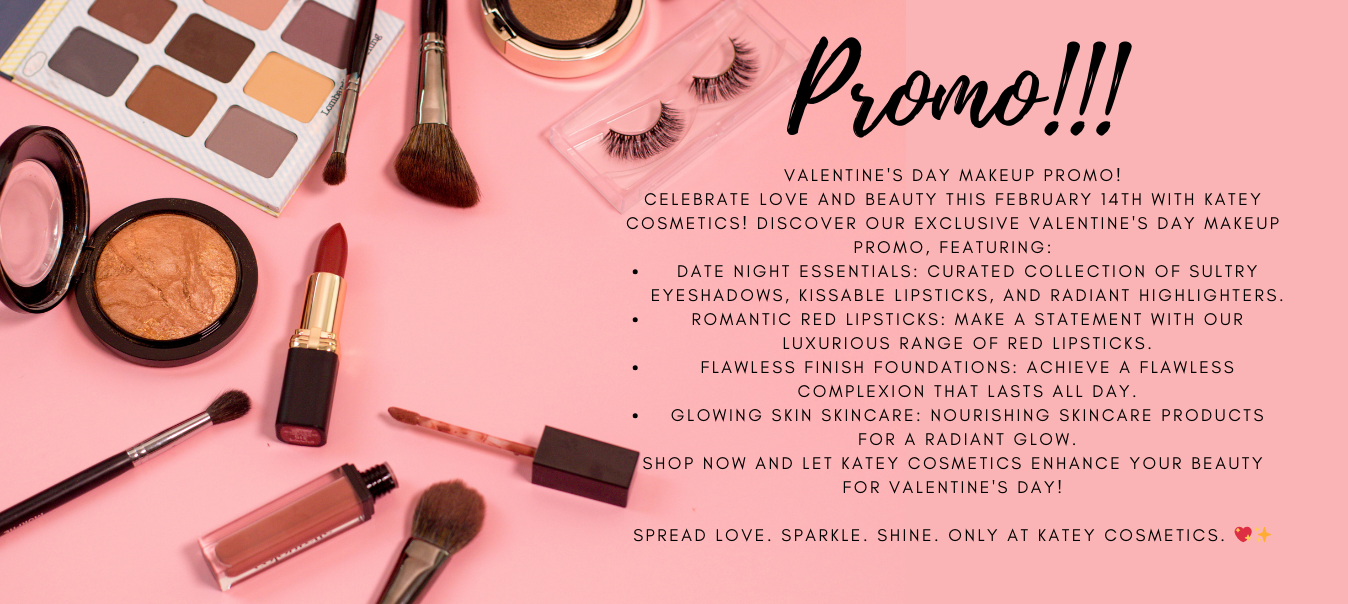 Promo!!!
VALENTINE'S DAY MAKEUP PROMO!
CELEBRATE LOVE AND BEAUTY THIS FEBRUARY 14TH WITH KATEY
COSMETICS! DISCOVER OUR EXCLUSIVE VALENTINE'S DAY MAKEUP
PROMO, FEATURING:
• DATE NIGHT ESSENTIALS: CURATED COLLECTION OF SULTRY
EYESHADOWS, KISSABLE LIPSTICKS, AND RADIANT HIGHLIGHTERS.
• ROMANTIC RED LIPSTICKS: MAKE A STATEMENT WITH OUR
LUXURIOUS RANGE OF RED LIPSTICKS.
• FLAWLESS FINISH FOUNDATIONS: ACHIEVE A FLAWLESS
COMPLEXION THAT LASTS ALL DAY.
• GLOWING SKIN SKINCARE: NOURISHING SKINCARE PRODUCTS
FOR A RADIANT GLOW.
SHOP NOW AND LET KATEY COSMETICS ENHANCE YOUR BEAUTY
FOR VALENTINE'S DAY!
SPREAD LOVE. SPARKLE. SHINE. ONLY AT KATEY COSMETICS. 💖✨